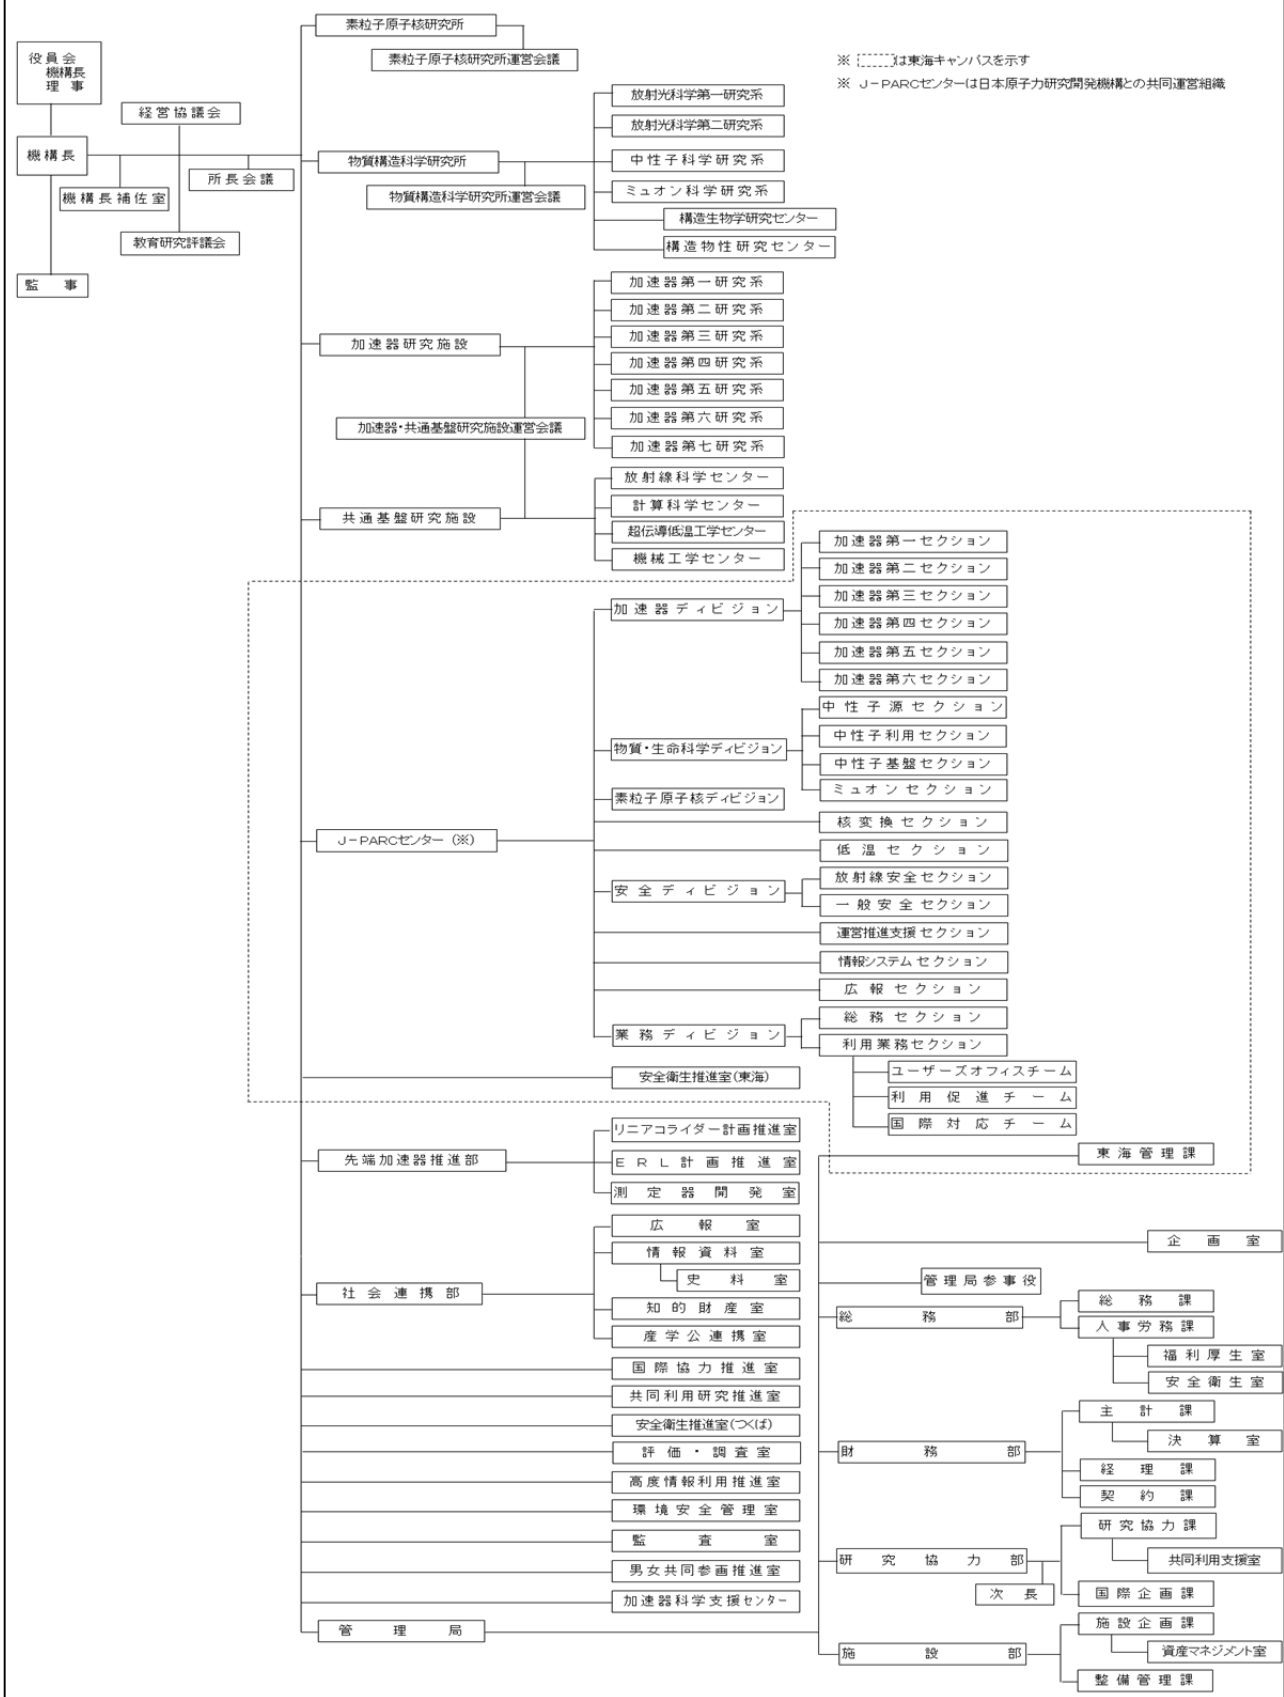 素粒子原子核研究所
素粒子原子核研究所運営会議
役員会
機構長
理事
※ は東海キャンパスを示す
※ J-PARCセンターは日本原子力研究開発機構との共同運営組織
経営協議会
機構長
所長会議
機構長補佐室
教育研究評議会
監事
物質構造科学研究所
物質構造科学研究所運営会議
放射光科学第一研究系
放射光科学第二研究系
中性子科学研究系
ミュオン科学研究系
構造生物学研究センター
構造物性研究センター
加速器研究施設
加速器第一研究系
加速器第二研究系
加速器第三研究系
加速器第四研究系
加速器第五研究系
加速器第六研究系
加速器第七研究系
加速器・共通基盤研究施設運営会議
共通基盤研究施設
放射線科学センター
計算科学センター
超伝導低温工学センター
機械工学センター
J-PARCセンター(※)
加速器ディビジョン
加速器第一セクション
加速器第二セクション
加速器第三セクション
加速器第四セクション
加速器第五セクション
加速器第六セクション
物質・生命科学ディビジョン
中性子源セクション
中性子利用セクション
中性子基盤セクション
ミュオンセクション
素粒子原子核ディビジョン
核変換セクション
低温セクション
安全ディビジョン
放射線安全セクション
一般安全セクション
運営推進支援セクション
情報システムセクション
広報セクション
業務ディビジョン
総務セクション
利用業務セクション
ユーザーズオフィスチーム
利用促進チーム
国際対応チーム
安全衛生推進室(東海)
先端加速器推進部
リニアコライダー計画推進室
ERL計画推進室
測定器開発室
社会連携部
広報室
情報資料室
史料室
知的財産室
産学公連携室
国際協力推進室
共同利用研究推進室
安全衛生推進室(つくば)
評価・調査室
高度情報利用推進室
環境安全管理室
監査室
男女共同参画推進室
加速器科学支援センター
管理局
東海管理課
企画室
管理局参事役
総務部
総務課
人事労務課
福利厚生室
安全衛生室
財務部
主計課
決算室
経理課
契約課
研究協力部
次長
研究協力課
共同利用支援室
国際企画課
施設部
施設企画課
資産マネジメント室
整備管理課